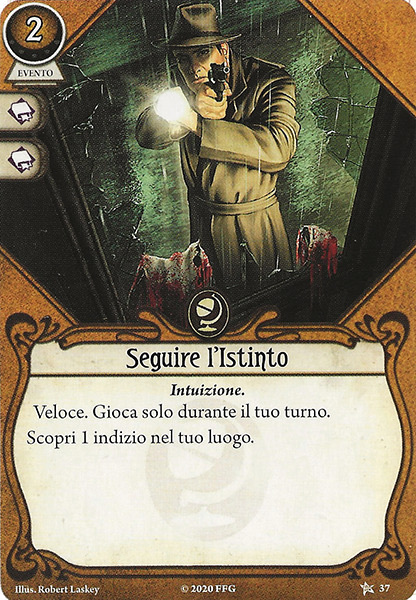 2
EVENTO
Seguire l'Istinto
Intuizione.
Veloce. Gioca solo durante il tuo turno.
Scopri 1 indizio nel tuo luogo.
Illus. Robert Laskey
© 2020 FFG
37